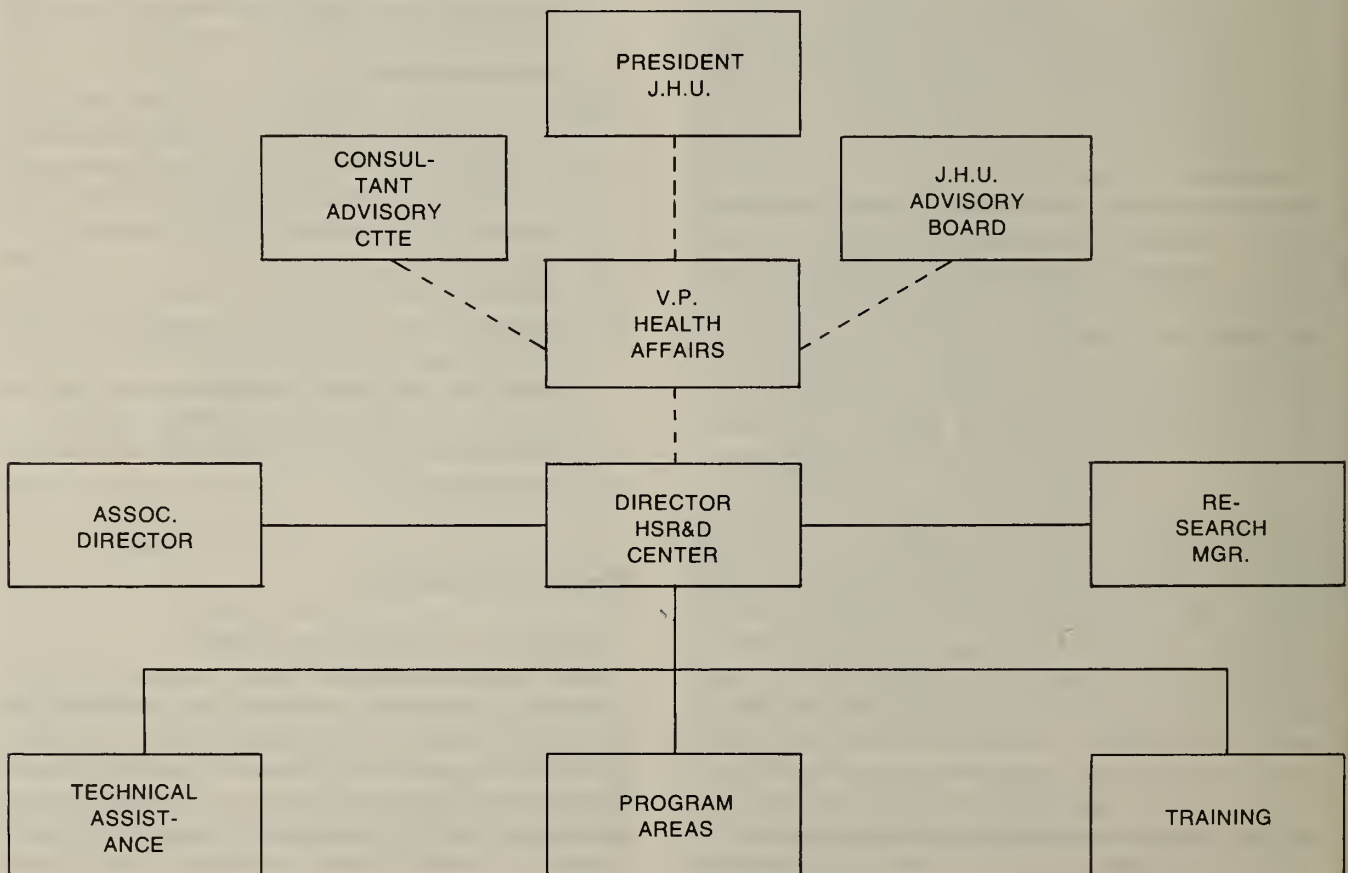 PRESIDENT
J.H.U.
CONSUL-
TANT
ADVISORY
CTTE
J.H.U.
ADVISORY
BOARD
V.P.
HEALTH
AFFAIRS
ASSOC.
DIRECTOR
DIRECTOR
HSR&D
CENTER
RE-
SEARCH
MGR.
TECHNICAL
ASSIST-
ANCE
PROGRAM
AREAS
TRAINING